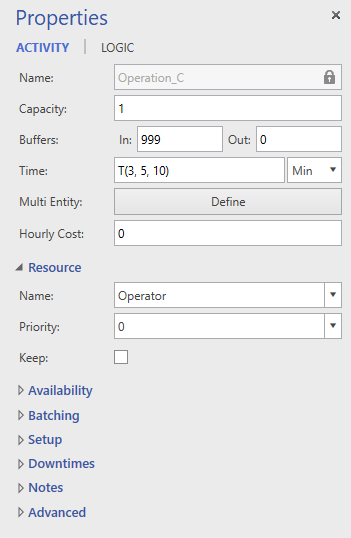 Properties
ACTIVITY | LOGIC
Name: Operation_C
Capacity: 1
Buffers: In: 999 Out: 0
Time: T(3, 5, 10) Min
Multi Entity: Define
Hourly Cost: 0
Resource
Name: Operator
Priority: 0
Keep:
Availability
Batching
Setup
Downtimes
Notes
Advanced